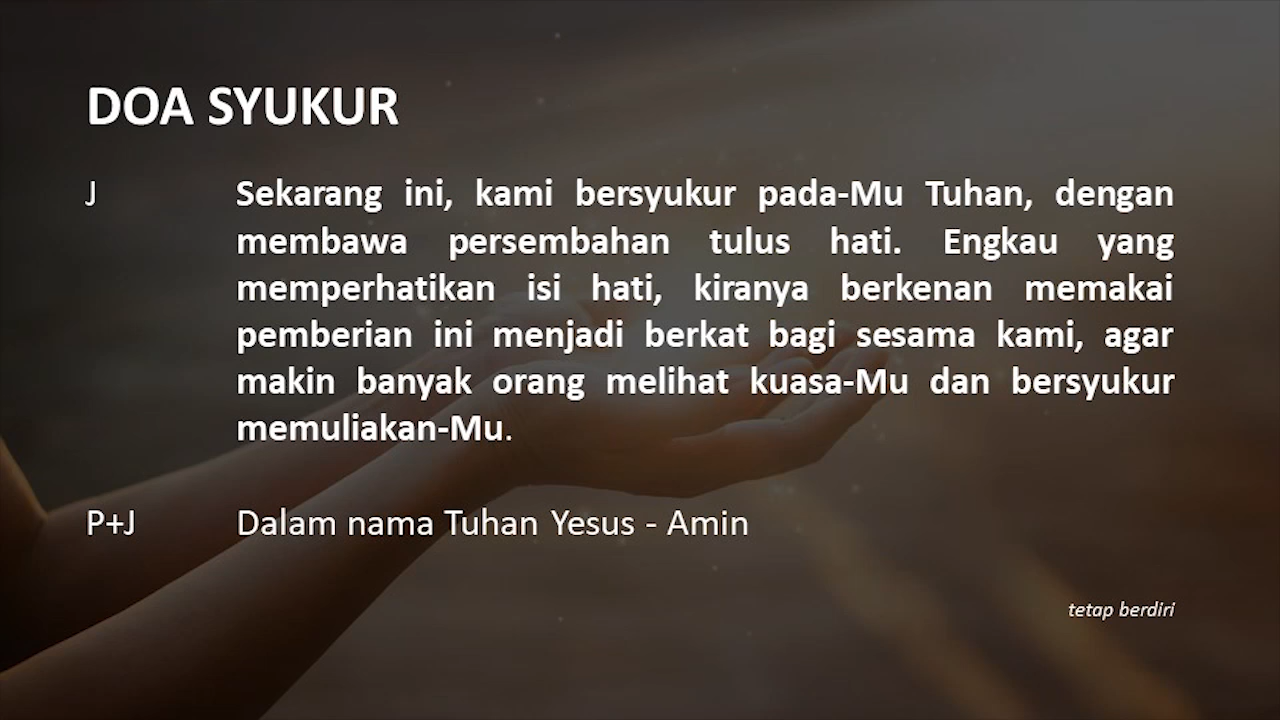 DOA SYUKUR
J Sekarang ini, kami bersyukur pada-Mu Tuhan, dengan
membawa persembahan tulus hati. Engkau yang
memperhatikan isi hati, kiranya berkenan memakai
pemberian ini menjadi berkat bagi sesama kami, agar
makin banyak orang melihat kuasa-Mu dan bersyukur
memuliakan-Mu.
P+J Dalam nama Tuhan Yesus - Amin
tetap berdiri